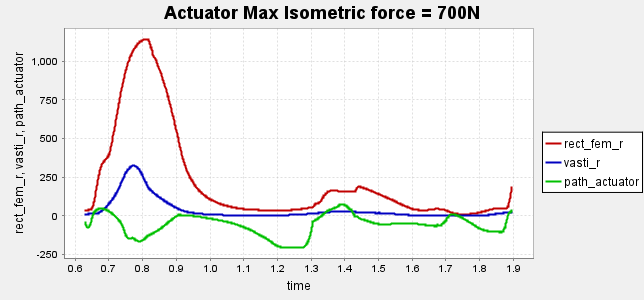 Actuator Max Isometric force = 700N
rect_fem_r, vasti_r, path_actuator
1,000
750
500
250
0
-250
0.6 0.7 0.8 0.9 1.0 1.1 1.2 1.3 1.4 1.5 1.6 1.7 1.8 1.9
time
rect_fem_r
vasti_r
path_actuator